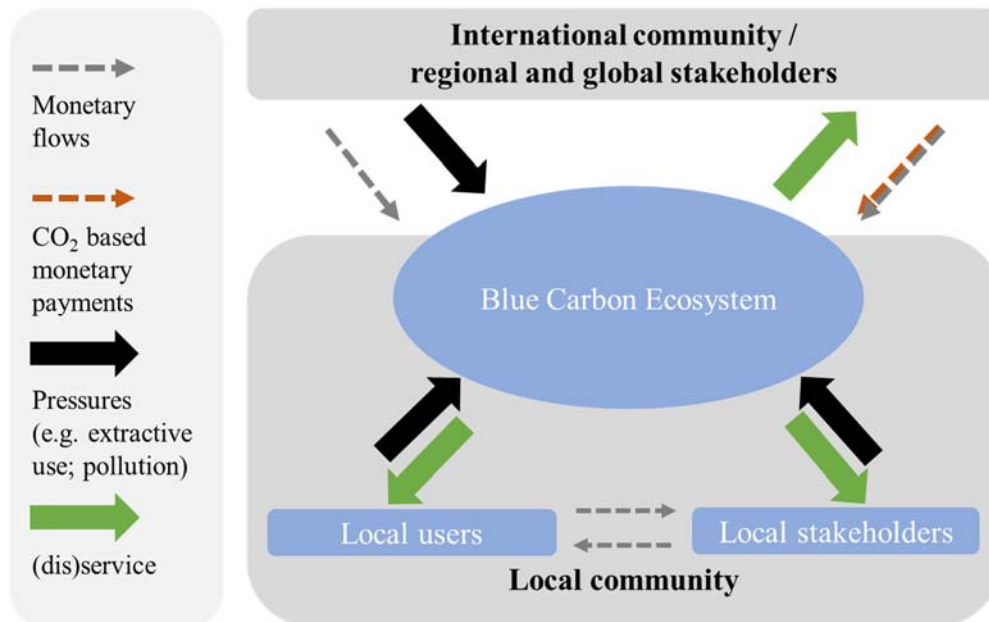 Monetary
flows
CO₂ based
monetary
payments
Pressures
(e.g. extractive
use; pollution)
(dis)service
International community /
regional and global stakeholders
Blue Carbon Ecosystem
Local users
Local stakeholders
Local community